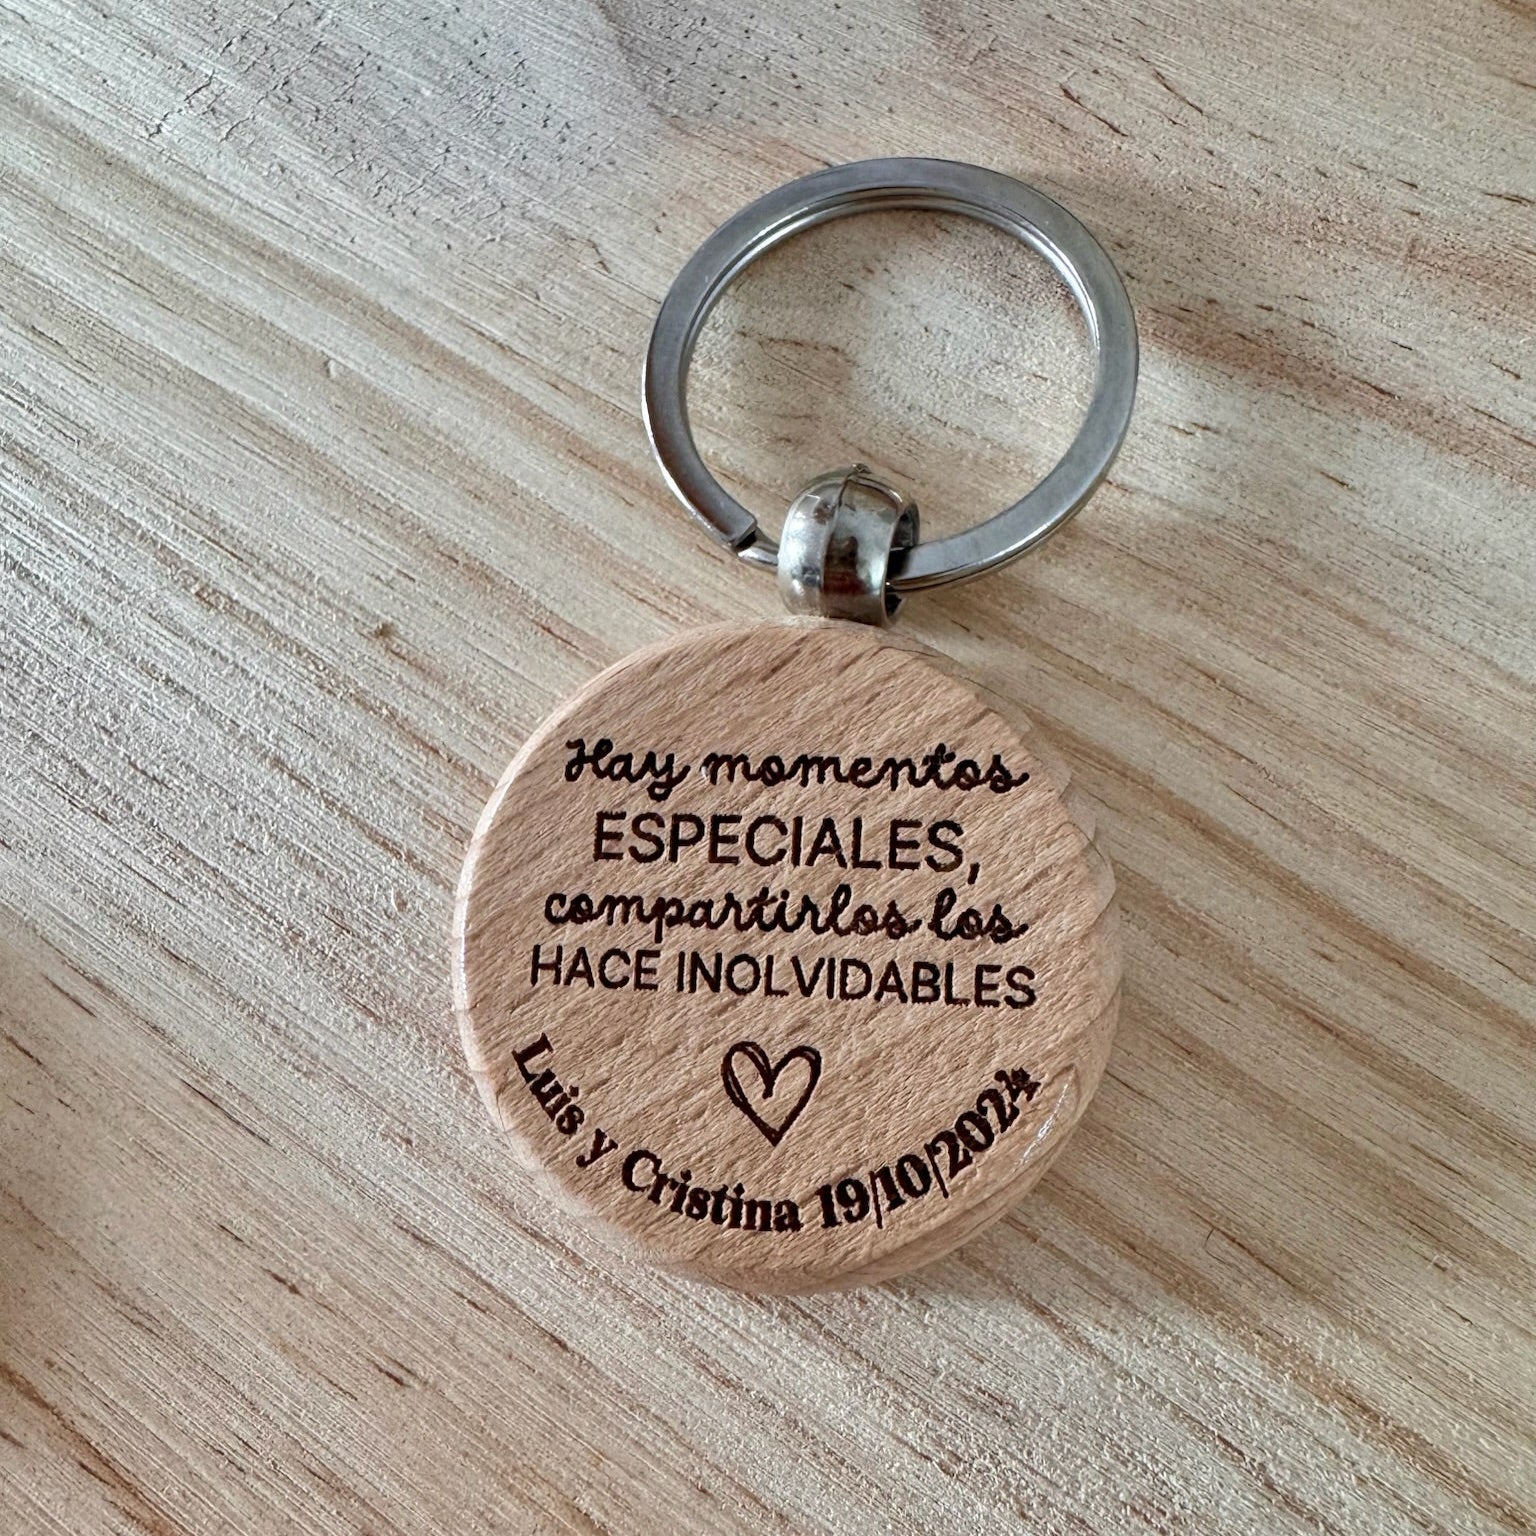 Hay momentos
ESPECIALES,
compartirlos los
HACE INOLVIDABLES
Luis y Cristina 19/10/2024